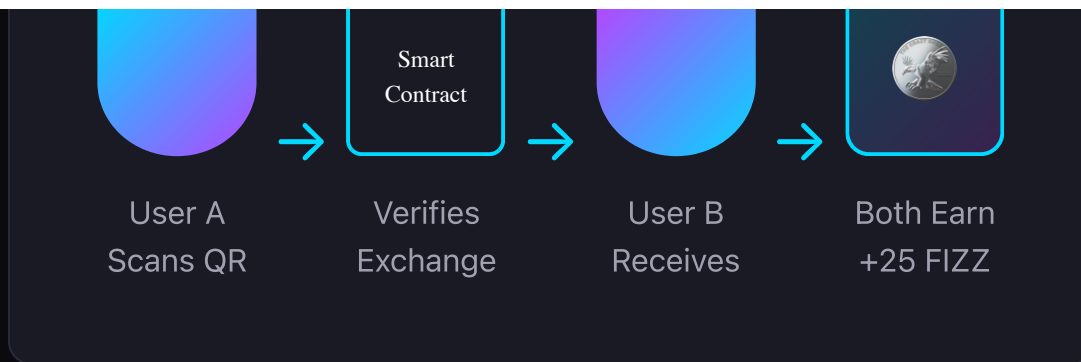 Smart
Contract
User A
Scans QR
Verifies
Exchange
User B
Receives
Both Earn
+25 FIZZ